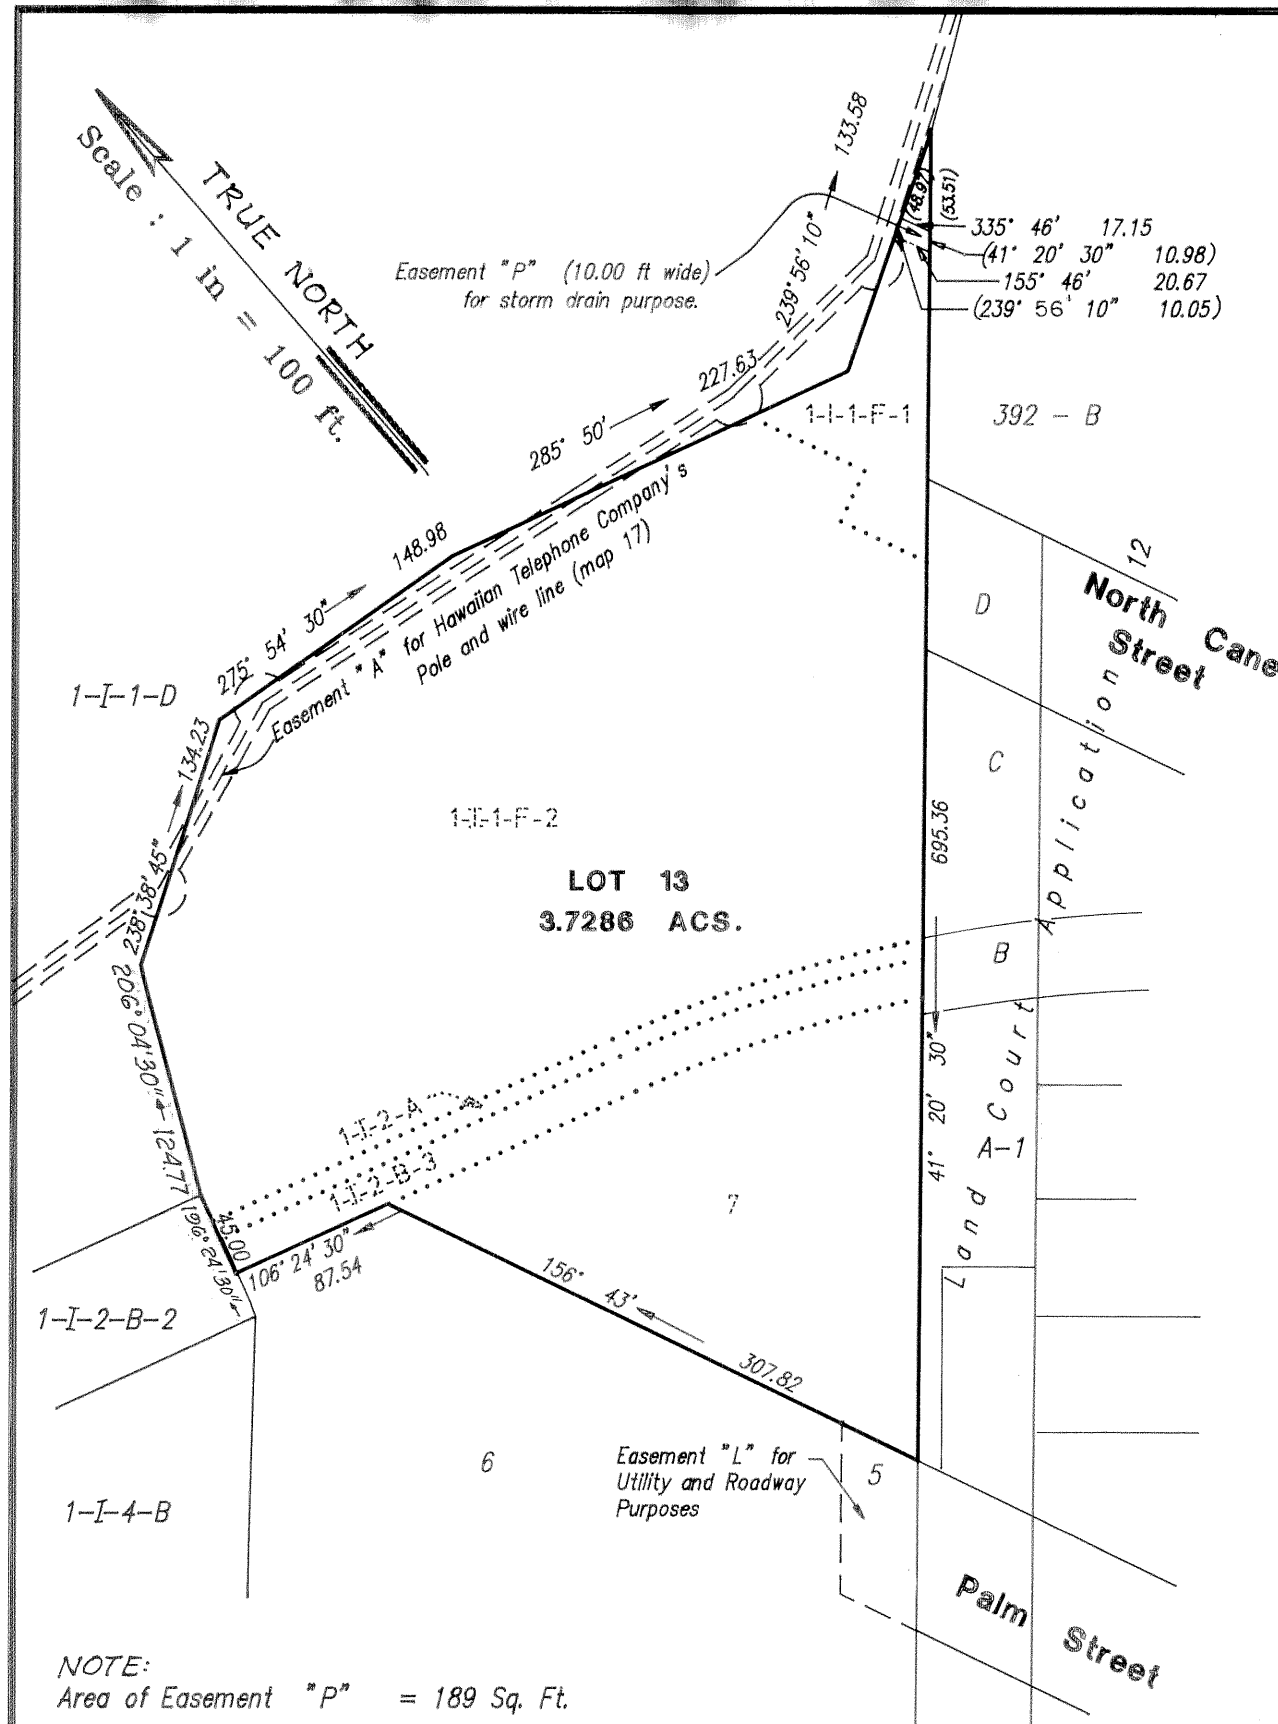 TRUE NORTH
Scale : 1 in = 100 ft.
133.58
239° 56' 10"
(48.97)
(53.51)
335° 46' 17.15
(41° 20' 30" 10.98)
155° 46' 20.67
(239° 56' 10" 10.05)
Easement "P" (10.00 ft wide)
for storm drain purpose.
227.63
285° 50'
1-I-1-F-1
392 - B
148.98
275° 54' 30"
Easement "A" for Hawaiian Telephone Company's
Pole and wire line (map 17)
12
North Cane
Street
D
1-I-1-D
134.23
238° 38' 45"
C
1-I-1-F-2
695.36
LOT 13
3.7286 ACS.
Land Court Application
B
206° 04' 30" 124.77
41° 20' 30"
1-I-2-A
1-I-2-B-3
A-1
7
45.00
196° 24' 30"
106° 24' 30"
87.54
156° 43'
307.82
1-I-2-B-2
6
Easement "L" for
Utility and Roadway
Purposes
5
1-I-4-B
Palm Street
NOTE:
Area of Easement "P" = 189 Sq. Ft.